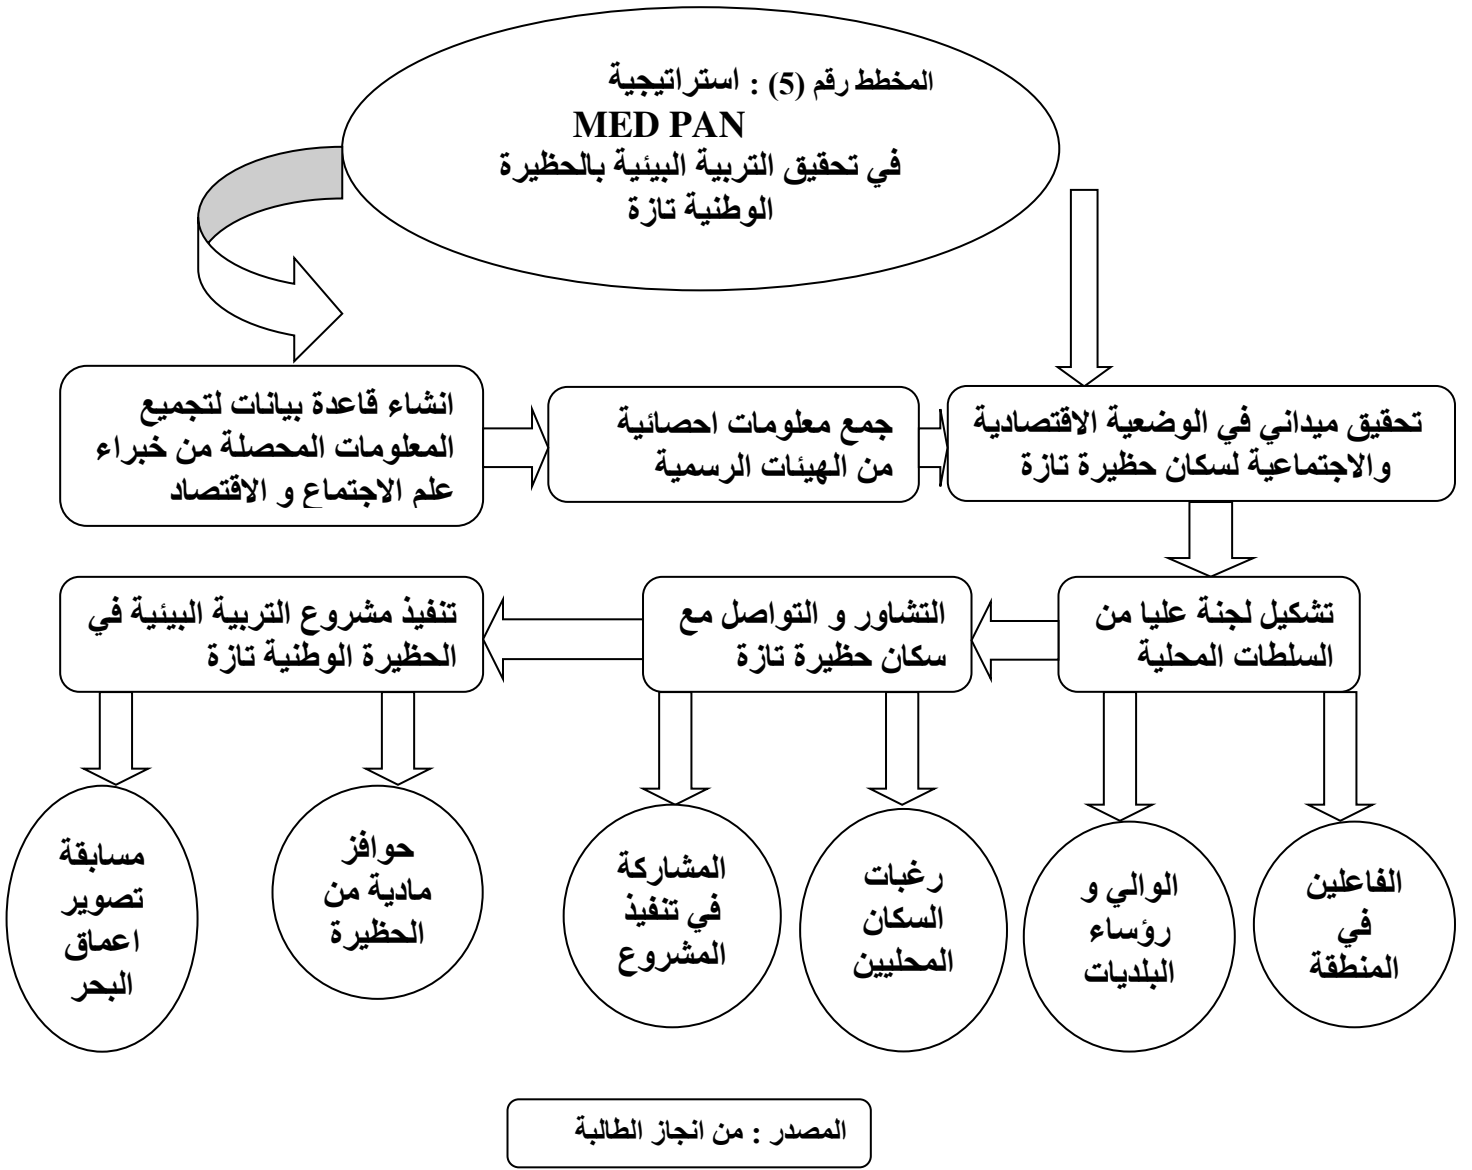 المخطط رقم (5) : استراتيجية
MED PAN
في تحقيق التربية البيئية بالحظيرة
الوطنية تازة
انشاء قاعدة بيانات لتجميع
المعلومات المحصلة من خبراء
علم الاجتماع و الاقتصاد
جمع معلومات احصائية
من الهيئات الرسمية
تحقيق ميداني في الوضعية الاقتصادية
والاجتماعية لسكان حظيرة تازة
تشكيل لجنة عليا من
السلطات المحلية
التشاور و التواصل مع
سكان حظيرة تازة
تنفيذ مشروع التربية البيئية في
الحظيرة الوطنية تازة
الفاعلين
في
المنطقة
الوالي و
رؤساء
البلديات
رغبات
السكان
المحليين
المشاركة
في تنفيذ
المشروع
حوافز
مادية من
الحظيرة
مسابقة
تصوير
اعماق
البحر
المصدر : من انجاز الطالبة